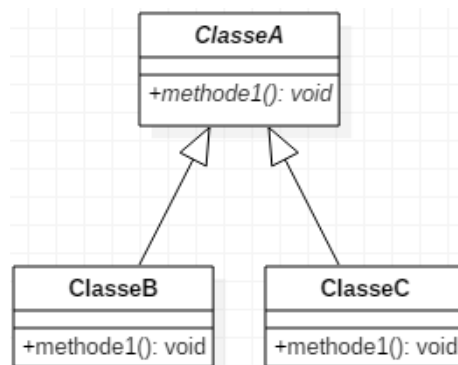 ClasseA
+methode1(): void
ClasseB
ClasseC
+methode1(): void
+methode1(): void